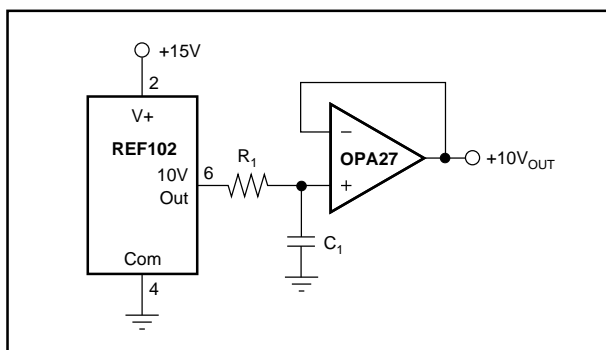 +15V
2
V+
REF102
10V
Out
6
R1
Com
4
C1
−
+
OPA27
+10VOUT